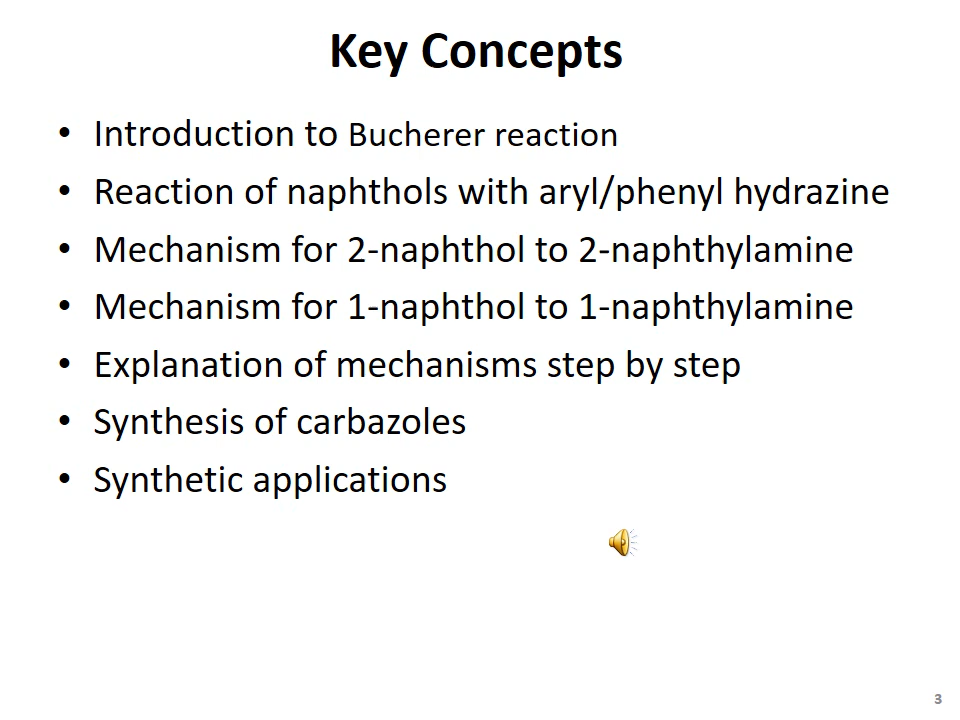 Key Concepts
• Introduction to Bucherer reaction
• Reaction of naphthols with aryl/phenyl hydrazine
• Mechanism for 2-naphthol to 2-naphthylamine
• Mechanism for 1-naphthol to 1-naphthylamine
• Explanation of mechanisms step by step
• Synthesis of carbazoles
• Synthetic applications
3